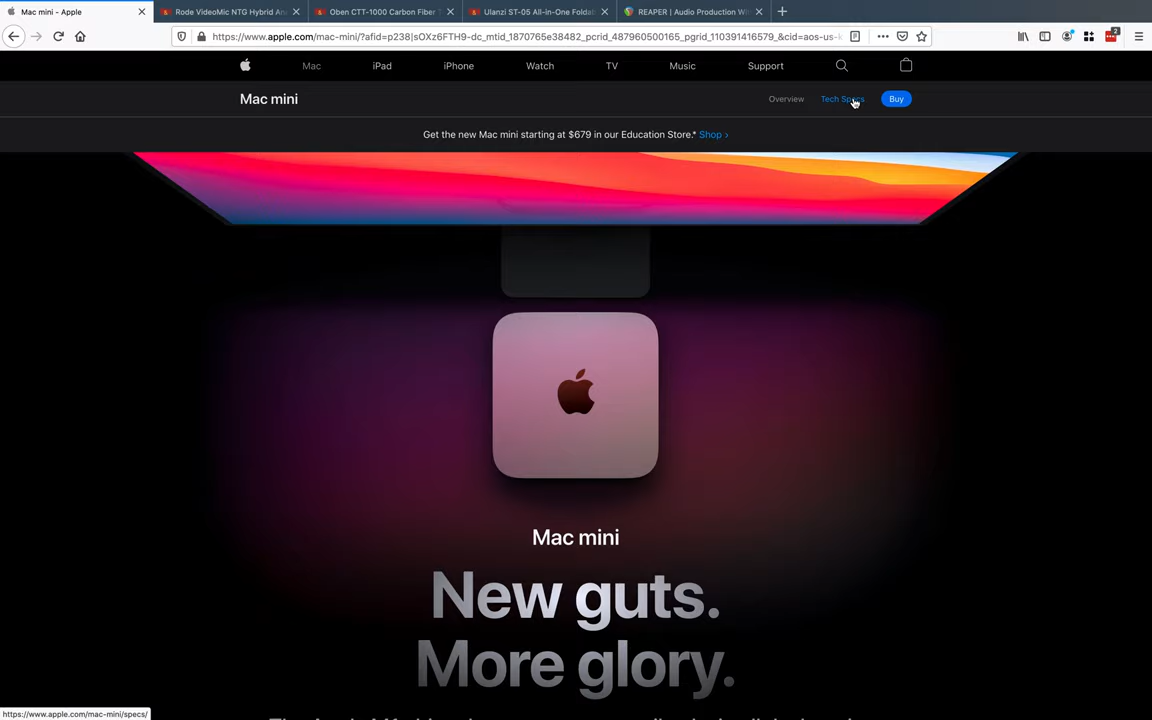 Mac mini - Apple
Rode VideoMic NTG Hybrid An
Oben CTT-1000 Carbon Fiber T
Ulanzi ST-05 All-in-One Foldab
REAPER | Audio Production Wi
https://www.apple.com/mac-mini/?afid=p238|sOXz6FTH9-dc_mtid_1870765e38482_pcrid_487960500165_pgrid_110391416579_&cid=aos-us-k
2
Mac
iPad
iPhone
Watch
TV
Music
Support
Mac mini
Overview
Tech Specs
Buy
Get the new Mac mini starting at $679 in our Education Store.* Shop >
Mac mini
New guts.
More glory.
https://www.apple.com/mac-mini/specs/